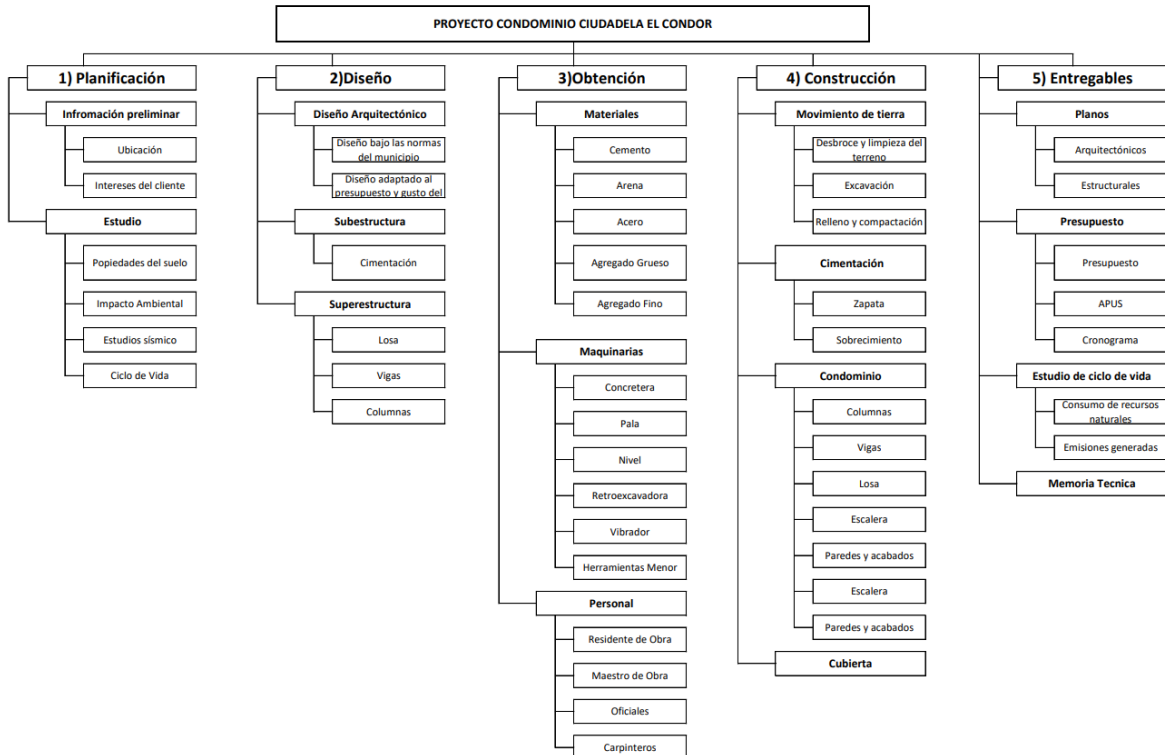 PROYECTO CONDOMINIO CIUDADELA EL CONDOR
1) Planificación
Infromación preliminar
Ubicación
Intereses del cliente
Estudio
Popiedades del suelo
Impacto Ambiental
Estudios sísmico
Ciclo de Vida
2)Diseño
Diseño Arquitectónico
Diseño bajo las normas
del municipio
Diseño adaptado al
presupuesto y gusto del
Subestructura
Cimentación
Superestructura
Losa
Vigas
Columnas
3)Obtención
Materiales
Cemento
Arena
Acero
Agregado Grueso
Agregado Fino
Maquinarias
Concretera
Pala
Nivel
Retroexcavadora
Vibrador
Herramientas Menor
Personal
Residente de Obra
Maestro de Obra
Oficiales
Carpinteros
4) Construcción
Movimiento de tierra
Desbroce y limpieza del
terreno
Excavación
Relleno y compactación
Cimentación
Zapata
Sobrecimiento
Condominio
Columnas
Vigas
Losa
Escalera
Paredes y acabados
Escalera
Paredes y acabados
Cubierta
5) Entregables
Planos
Arquitectónicos
Estructurales
Presupuesto
Presupuesto
APUS
Cronograma
Estudio de ciclo de vida
Consumo de recursos
naturales
Emisiones generadas
Memoria Tecnica